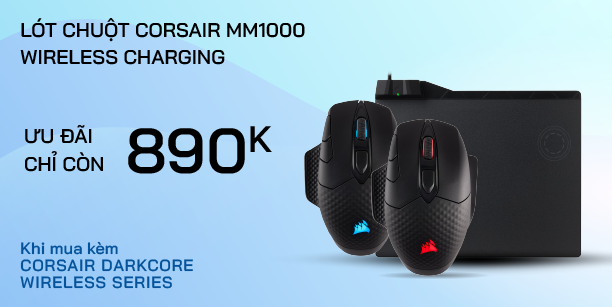 LÓT CHUỘT CORSAIR MM1000
WIRELESS CHARGING
ƯU ĐÃI
CHỈ CÒN
890K
Khi mua kèm
CORSAIR DARKCORE
WIRELESS SERIES